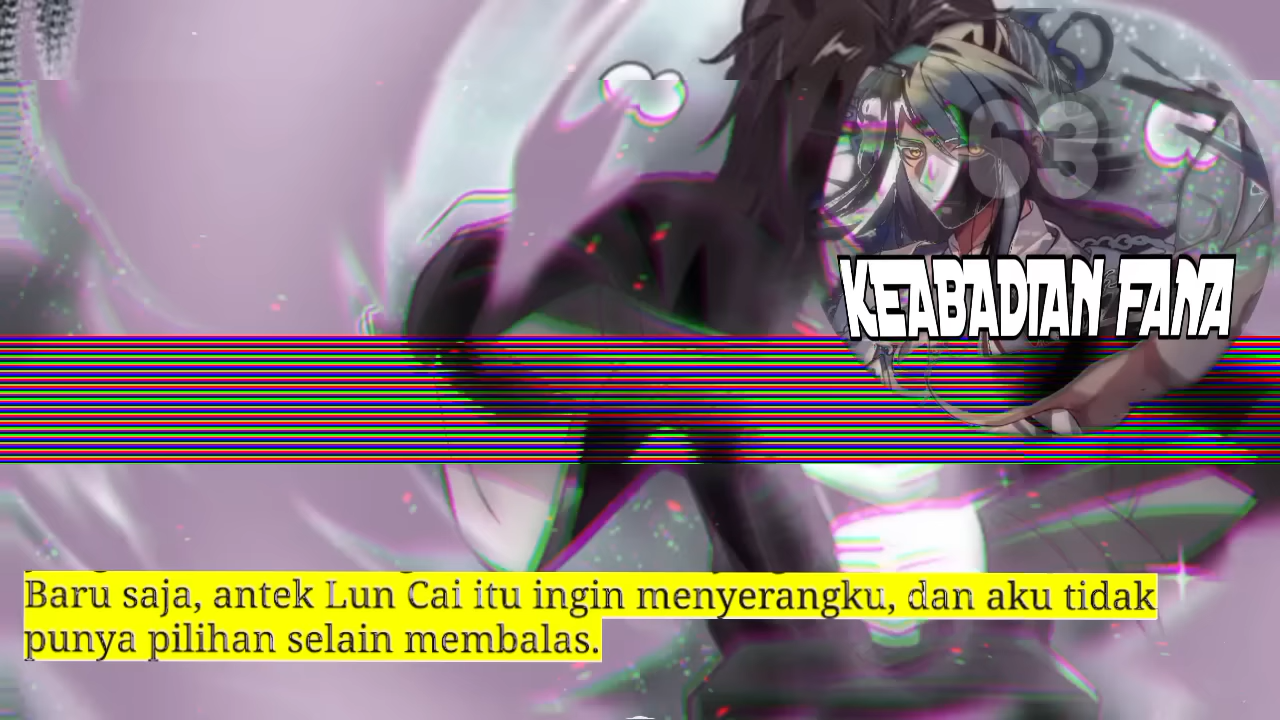 63
KEABADIAN FANA
Baru saja, antek Lun Cai itu ingin menyerangku, dan aku tidak
punya pilihan selain membalas.